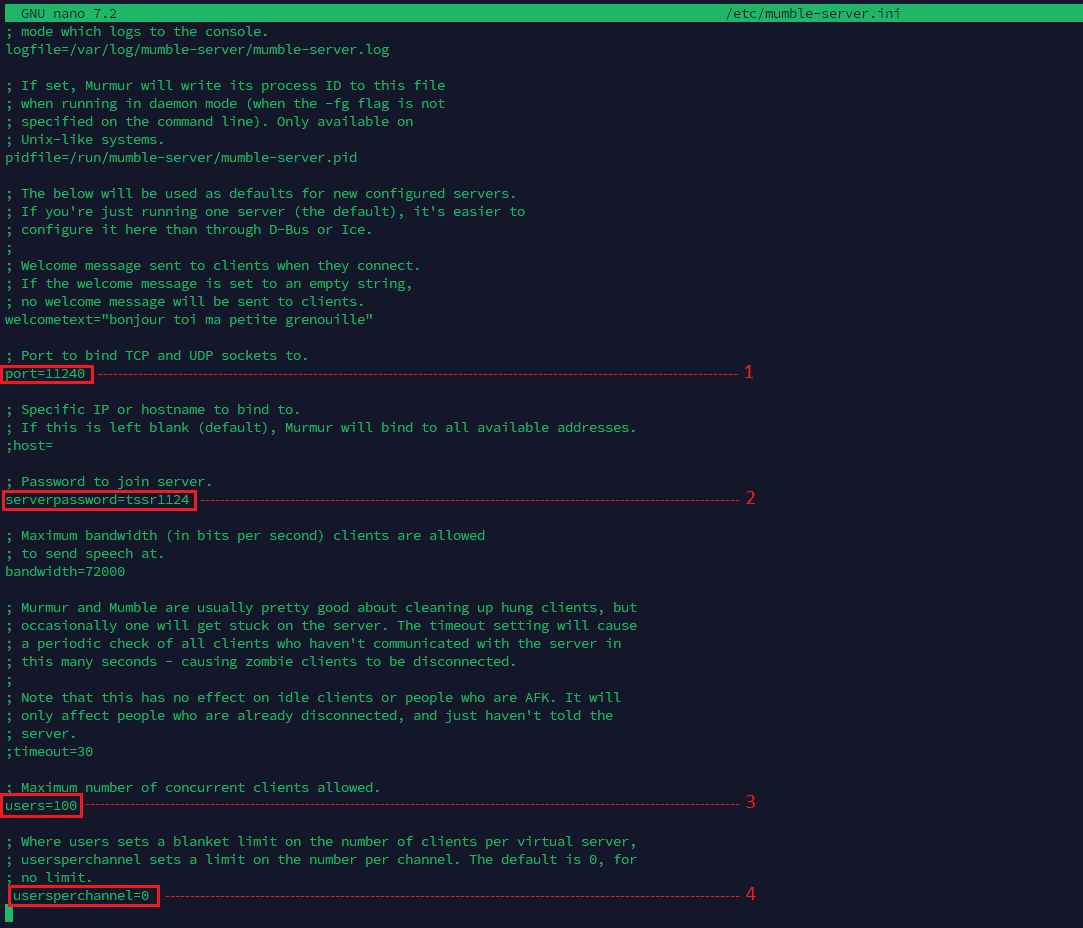 GNU nano 7.2 /etc/mumble-server.ini
; mode which logs to the console.
logfile=/var/log/mumble-server/mumble-server.log
; If set, Murmur will write its process ID to this file
; when running in daemon mode (when the -fg flag is not
; specified on the command line). Only available on
; Unix-like systems.
pidfile=/run/mumble-server/mumble-server.pid
; The below will be used as defaults for new configured servers.
; If you're just running one server (the default), it's easier to
; configure it here than through D-Bus or Ice.
;
; Welcome message sent to clients when they connect.
; If the welcome message is set to an empty string,
; no welcome message will be sent to clients.
welcometext="bonjour toi ma petite grenouille"
; Port to bind TCP and UDP sockets to.
port=11240 1
; Specific IP or hostname to bind to.
; If this is left blank (default), Murmur will bind to all available addresses.
;host=
; Password to join server.
serverpassword=tssr1124 2
; Maximum bandwidth (in bits per second) clients are allowed
; to send speech at.
bandwidth=72000
; Murmur and Mumble are usually pretty good about cleaning up hung clients, but
; occasionally one will get stuck on the server. The timeout setting will cause
; a periodic check of all clients who haven't communicated with the server in
; this many seconds - causing zombie clients to be disconnected.
;
; Note that this has no effect on idle clients or people who are AFK. It will
; only affect people who are already disconnected, and just haven't told the
; server.
;timeout=30
; Maximum number of concurrent clients allowed.
users=100 3
; Where users sets a blanket limit on the number of clients per virtual server,
; usersperchannel sets a limit on the number per channel. The default is 0, for
; no limit.
usersperchannel=0 4